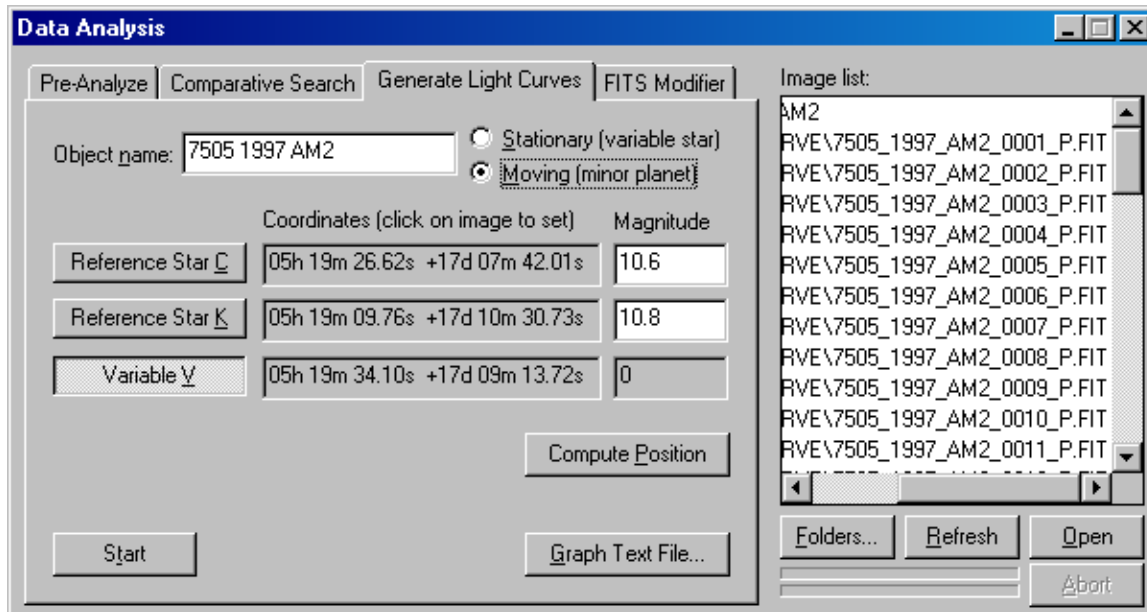 Data Analysis
Pre-Analyze Comparative Search Generate Light Curves FITS Modifier
Object name: 7505 1997 AM2
Stationary (variable star)
Moving (minor planet)
Coordinates (click on image to set) Magnitude
Reference Star C 05h 19m 26.62s +17d 07m 42.01s 10.6
Reference Star K 05h 19m 09.76s +17d 10m 30.73s 10.8
Variable V 05h 19m 34.10s +17d 09m 13.72s 0
Compute Position
Start Graph Text File...
Image list:
AM2
RVE\7505_1997_AM2_0001_P.FIT
RVE\7505_1997_AM2_0002_P.FIT
RVE\7505_1997_AM2_0003_P.FIT
RVE\7505_1997_AM2_0004_P.FIT
RVE\7505_1997_AM2_0005_P.FIT
RVE\7505_1997_AM2_0006_P.FIT
RVE\7505_1997_AM2_0007_P.FIT
RVE\7505_1997_AM2_0008_P.FIT
RVE\7505_1997_AM2_0009_P.FIT
RVE\7505_1997_AM2_0010_P.FIT
RVE\7505_1997_AM2_0011_P.FIT
Folders... Refresh Open
Abort